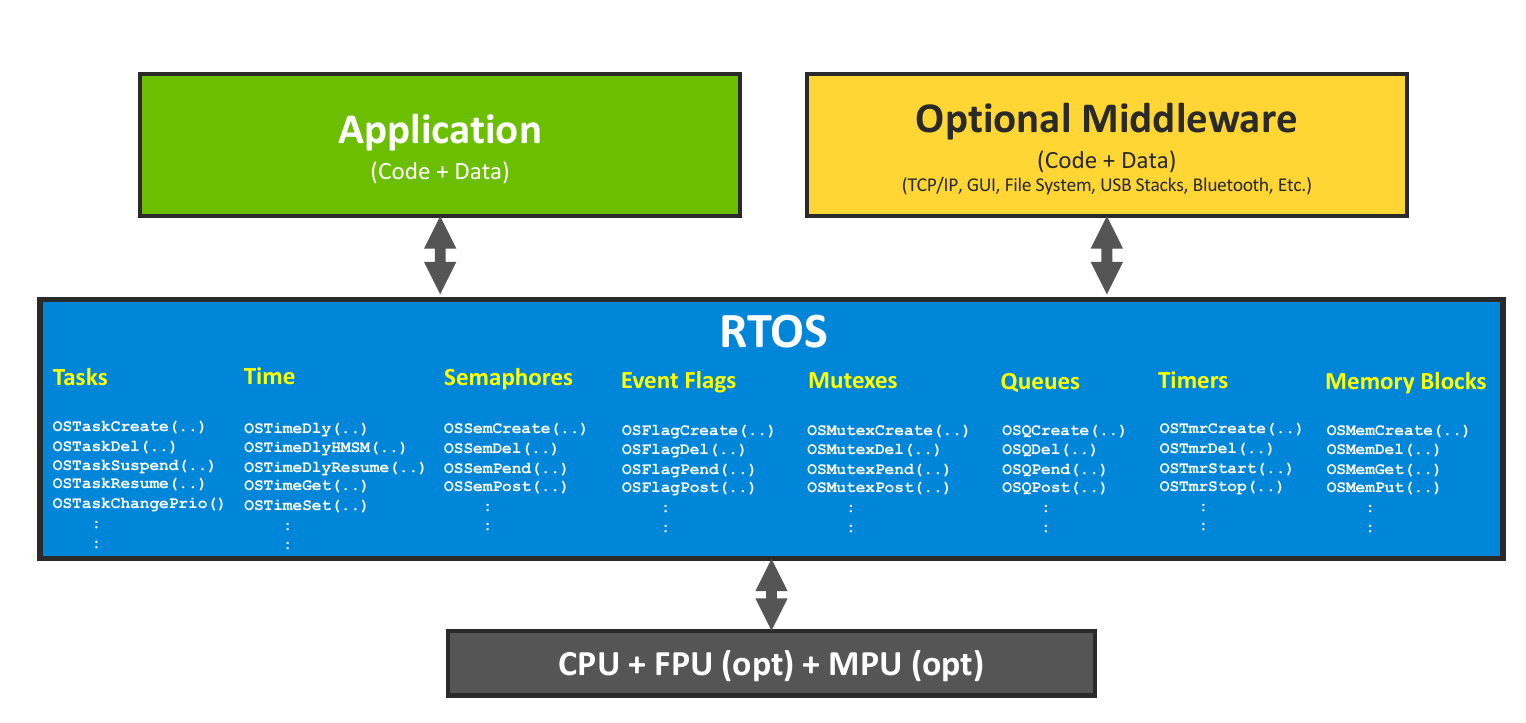 Application
(Code + Data)
Optional Middleware
(Code + Data)
(TCP/IP, GUI, File System, USB Stacks, Bluetooth, Etc.)
RTOS
Tasks
OSTaskCreate(..)
OSTaskDel(..)
OSTaskSuspend(..)
OSTaskResume(..)
OSTaskChangePrio()
:
:
Time
OSTimeDly(..)
OSTimeDlyHMSM(..)
OSTimeDlyResume(..)
OSTimeGet(..)
OSTimeSet(..)
:
:
Semaphores
OSSemCreate(..)
OSSemDel(..)
OSSemPend(..)
OSSemPost(..)
:
:
Event Flags
OSFlagCreate(..)
OSFlagDel(..)
OSFlagPend(..)
OSFlagPost(..)
:
:
Mutexes
OSMutexCreate(..)
OSMutexDel(..)
OSMutexPend(..)
OSMutexPost(..)
:
:
Queues
OSQCreate(..)
OSQDel(..)
OSQPend(..)
OSQPost(..)
:
:
Timers
OSTmrCreate(..)
OSTmrDel(..)
OSTmrStart(..)
OSTmrStop(..)
:
:
Memory Blocks
OSMemCreate(..)
OSMemDel(..)
OSMemGet(..)
OSMemPut(..)
:
:
CPU + FPU (opt) + MPU (opt)